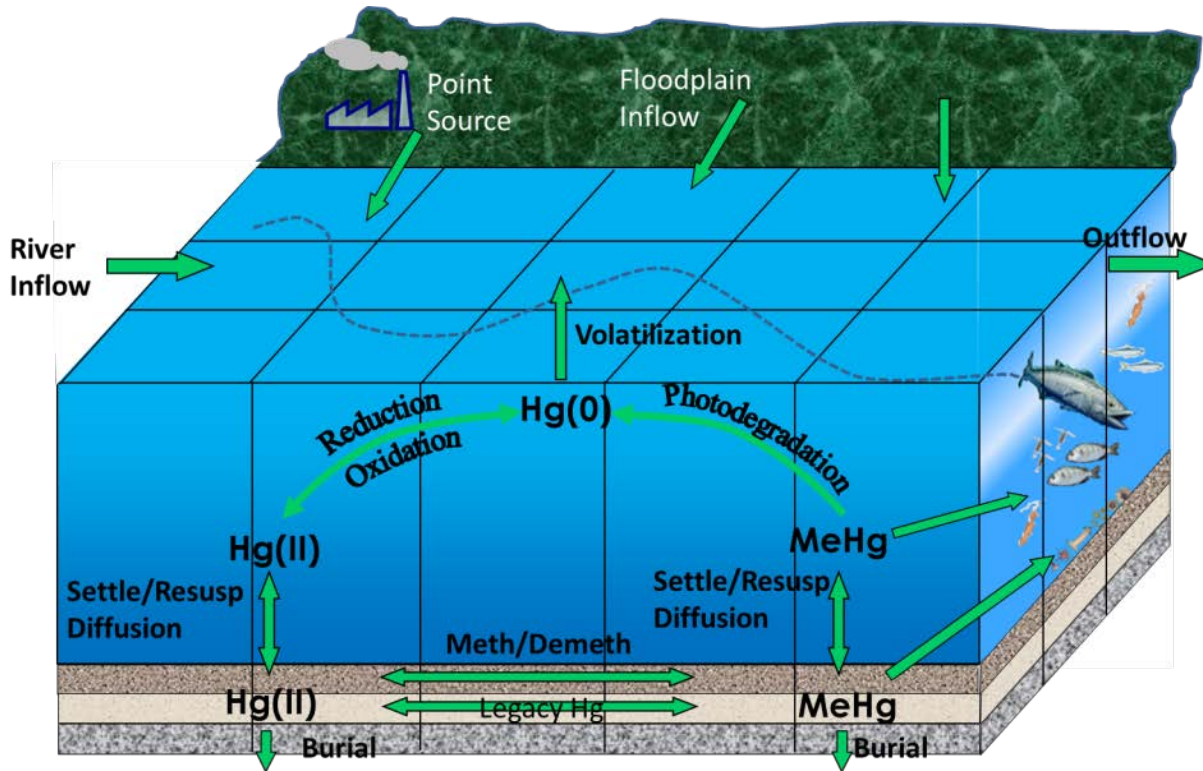 Point
Source
Floodplain
Inflow
River
Inflow
Outflow
Volatilization
Reduction
Oxidation
Hg(0)
Photodegradation
Hg(II)
MeHg
Settle/Resusp
Diffusion
Settle/Resusp
Diffusion
Meth/Demeth
Hg(II)
Legacy Hg
MeHg
Burial
Burial